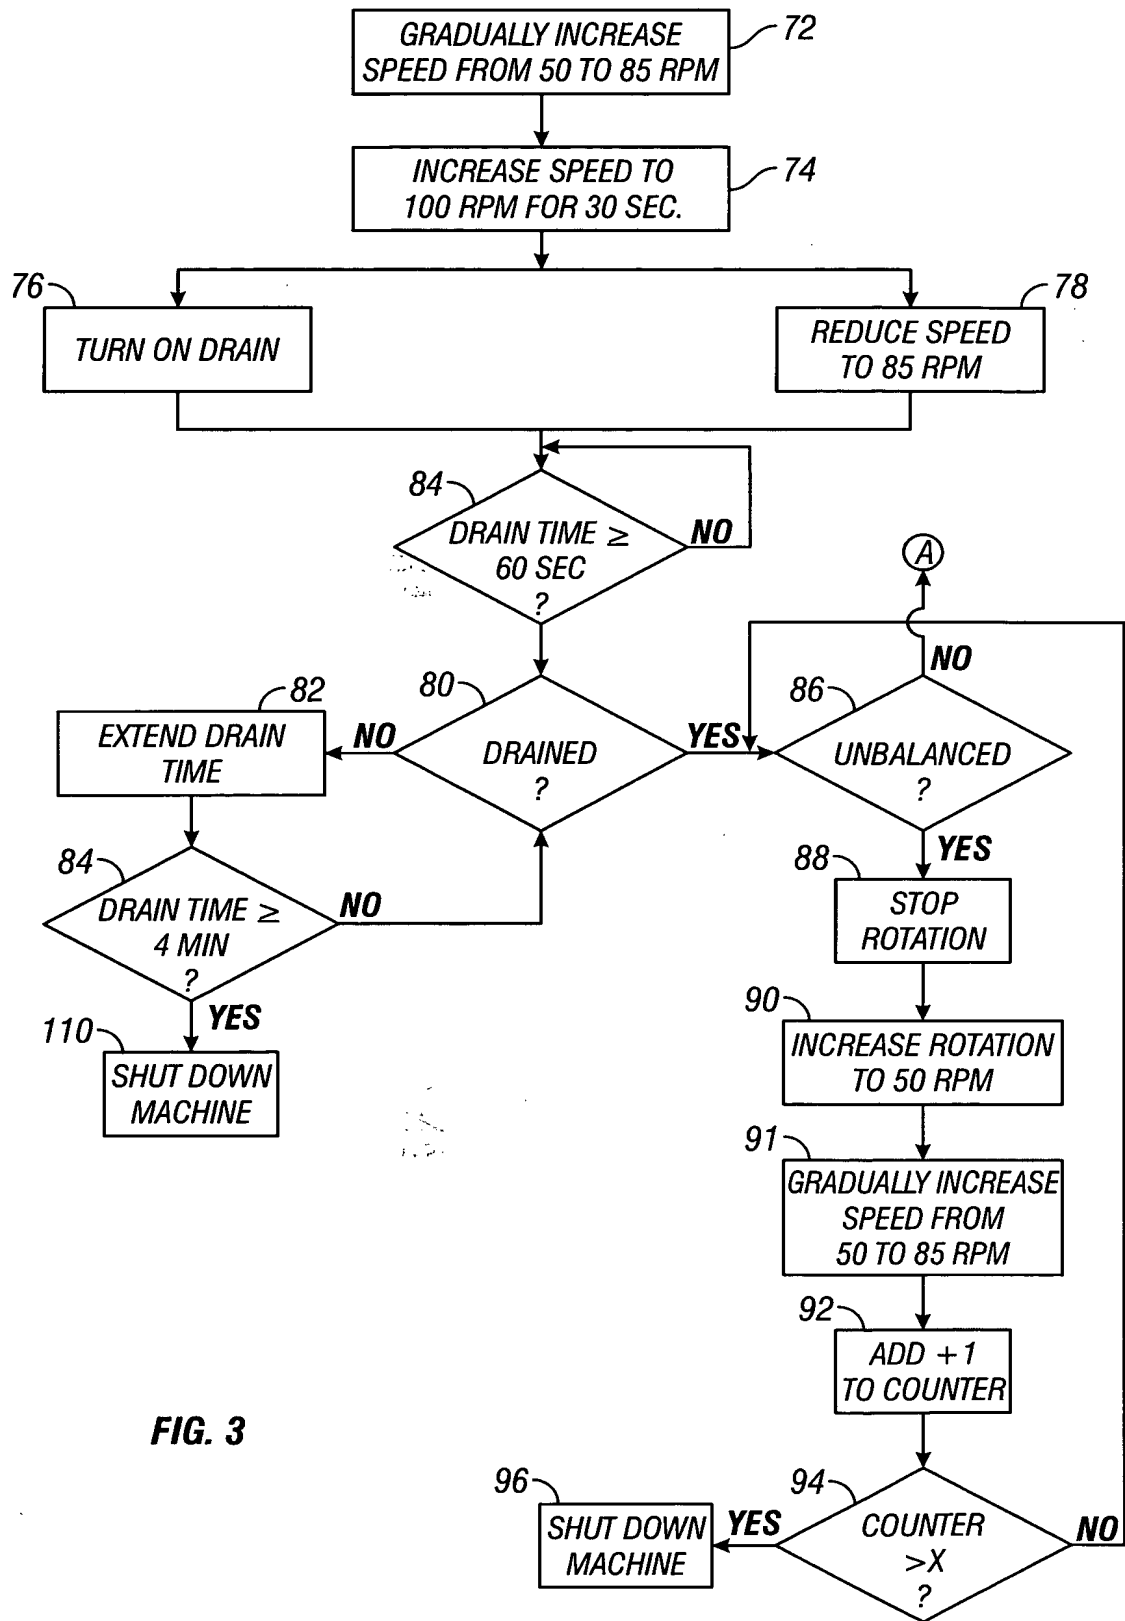 GRADUALLY INCREASE
SPEED FROM 50 TO 85 RPM
72
INCREASE SPEED TO
100 RPM FOR 30 SEC.
74
76
TURN ON DRAIN
78
REDUCE SPEED
TO 85 RPM
84
DRAIN TIME ≥
60 SEC
?
NO
A
NO
80
DRAINED
?
NO
YES
82
EXTEND DRAIN
TIME
86
UNBALANCED
?
YES
84
DRAIN TIME ≥
4 MIN
?
NO
YES
110
SHUT DOWN
MACHINE
88
STOP
ROTATION
90
INCREASE ROTATION
TO 50 RPM
91
GRADUALLY INCREASE
SPEED FROM
50 TO 85 RPM
92
ADD +1
TO COUNTER
94
COUNTER
>X
?
YES
NO
96
SHUT DOWN
MACHINE
FIG. 3